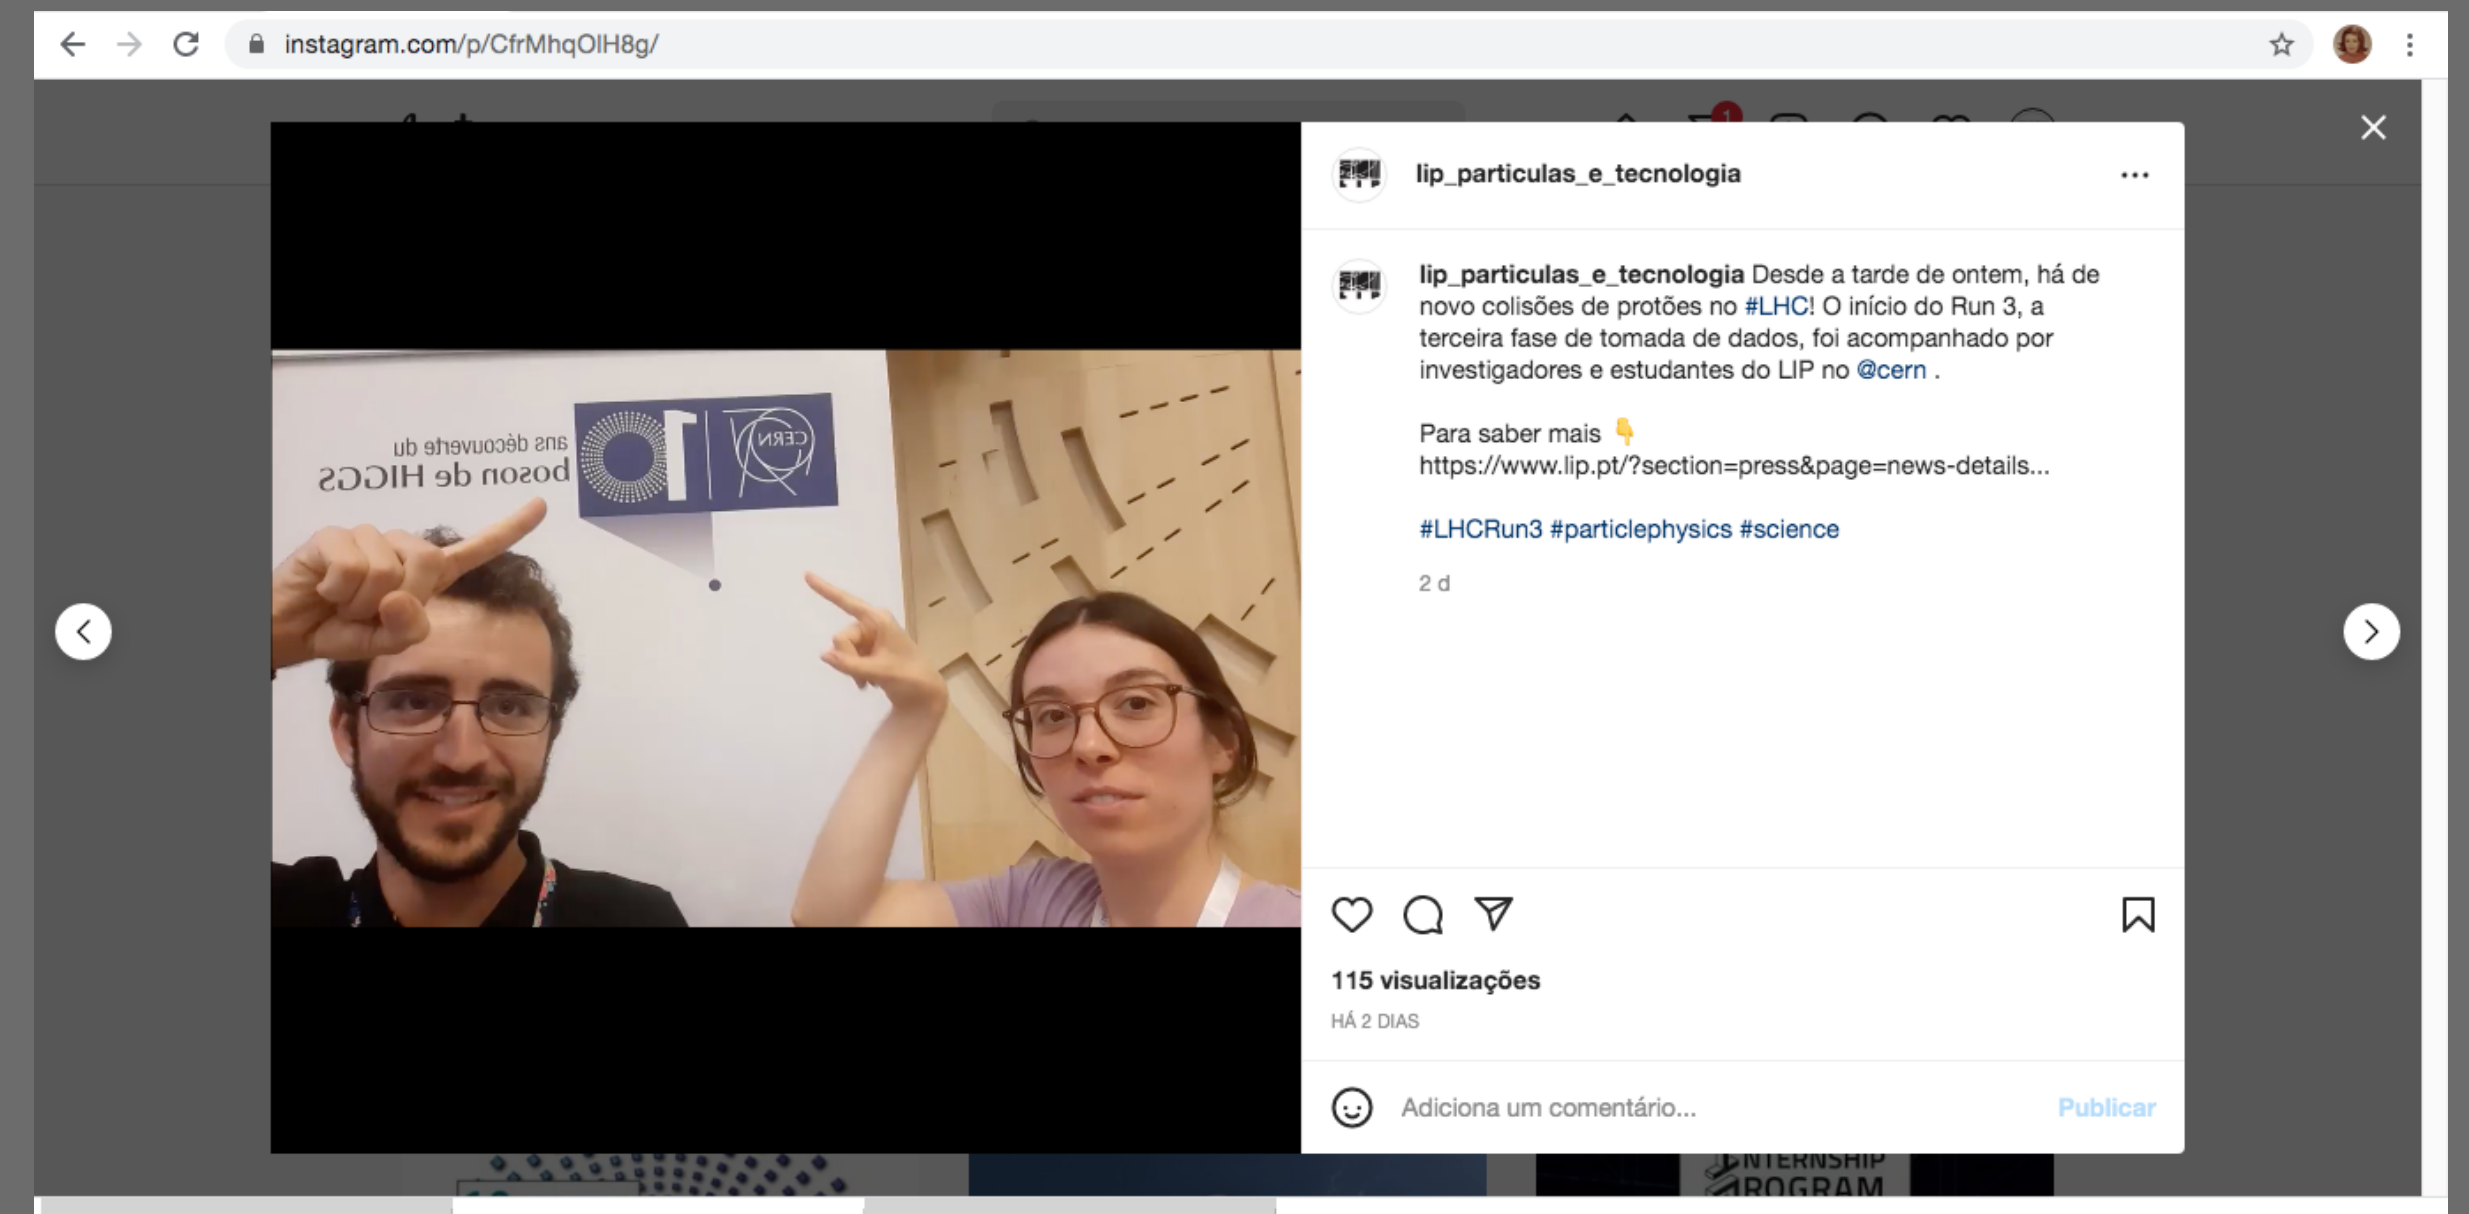 instagram.com/p/CfrMhqOlH8g/
1
lip_particulas_e_tecnologia
lip_particulas_e_tecnologia Desde a tarde de ontem, há de
novo colisões de protões no #LHC! O início do Run 3, a
terceira fase de tomada de dados, foi acompanhado por
investigadores e estudantes do LIP no @cern .
Para saber mais 👇
https://www.lip.pt/?section=press&page=news-details...
#LHCRun3 #particlephysics #science
2 d
115 visualizações
HÁ 2 DIAS
Adiciona um comentário...
Publicar
10
CERN
ans découverte du
boson de HIGGS
INTERNSHIP
PROGRAM